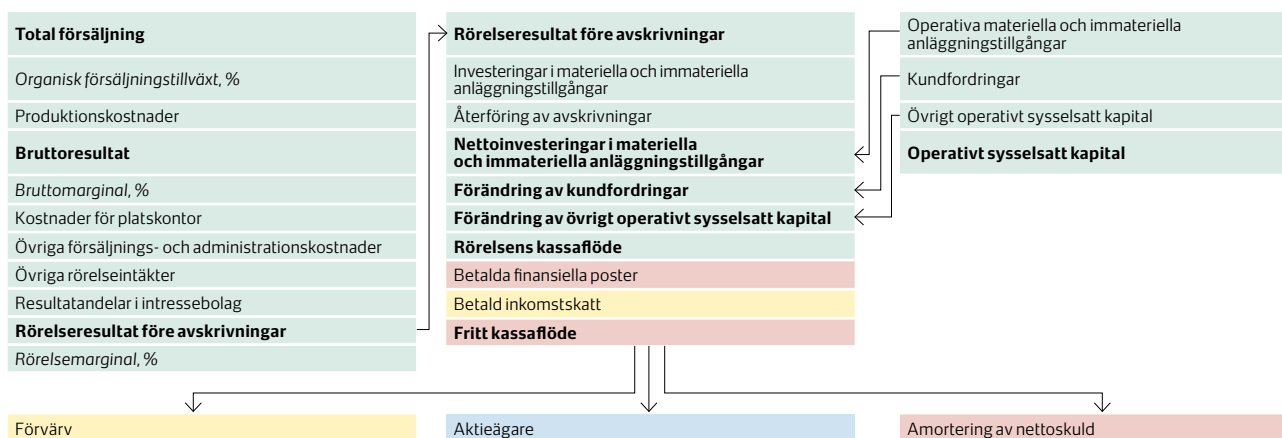 Total försäljning
Organisk försäljningstillväxt, %
Produktionskostnader
Bruttoresultat
Bruttomarginal, %
Kostnader för platskontor
Övriga försäljnings- och administrationskostnader
Övriga rörelseintäkter
Resultatandelar i intressebolag
Rörelseresultat före avskrivningar
Rörelsemarginal, %
Rörelseresultat före avskrivningar
Investeringar i materiella och immateriella
anläggningstillgångar
Återföring av avskrivningar
Nettoinvesteringar i materiella
och immateriella anläggningstillgångar
Förändring av kundfordringar
Förändring av övrigt operativt sysselsatt kapital
Rörelsens kassaflöde
Betalda finansiella poster
Betald inkomstskatt
Fritt kassaflöde
Operativa materiella och immateriella
anläggningstillgångar
Kundfordringar
Övrigt operativt sysselsatt kapital
Operativt sysselsatt kapital
Förvärv
Aktieägare
Amortering av nettoskuld